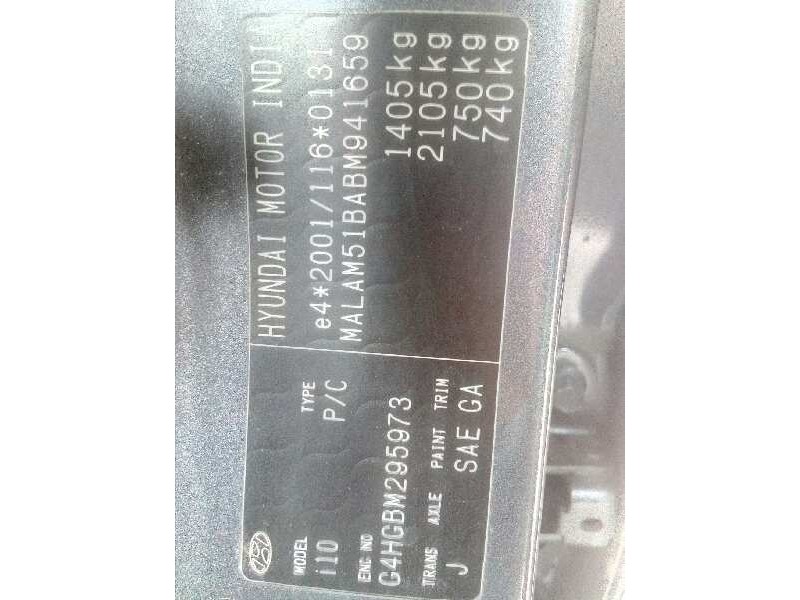 HYUNDAI MOTOR INDI
e4*2001/116*0131
MALAM51BABM941659
1405kg
2105kg
750kg
740kg
MODEL TYPE
i10 P/C
ENG NO
G4HGBM295973
TRANS AXLE PAINT TRIM
J SAE GA